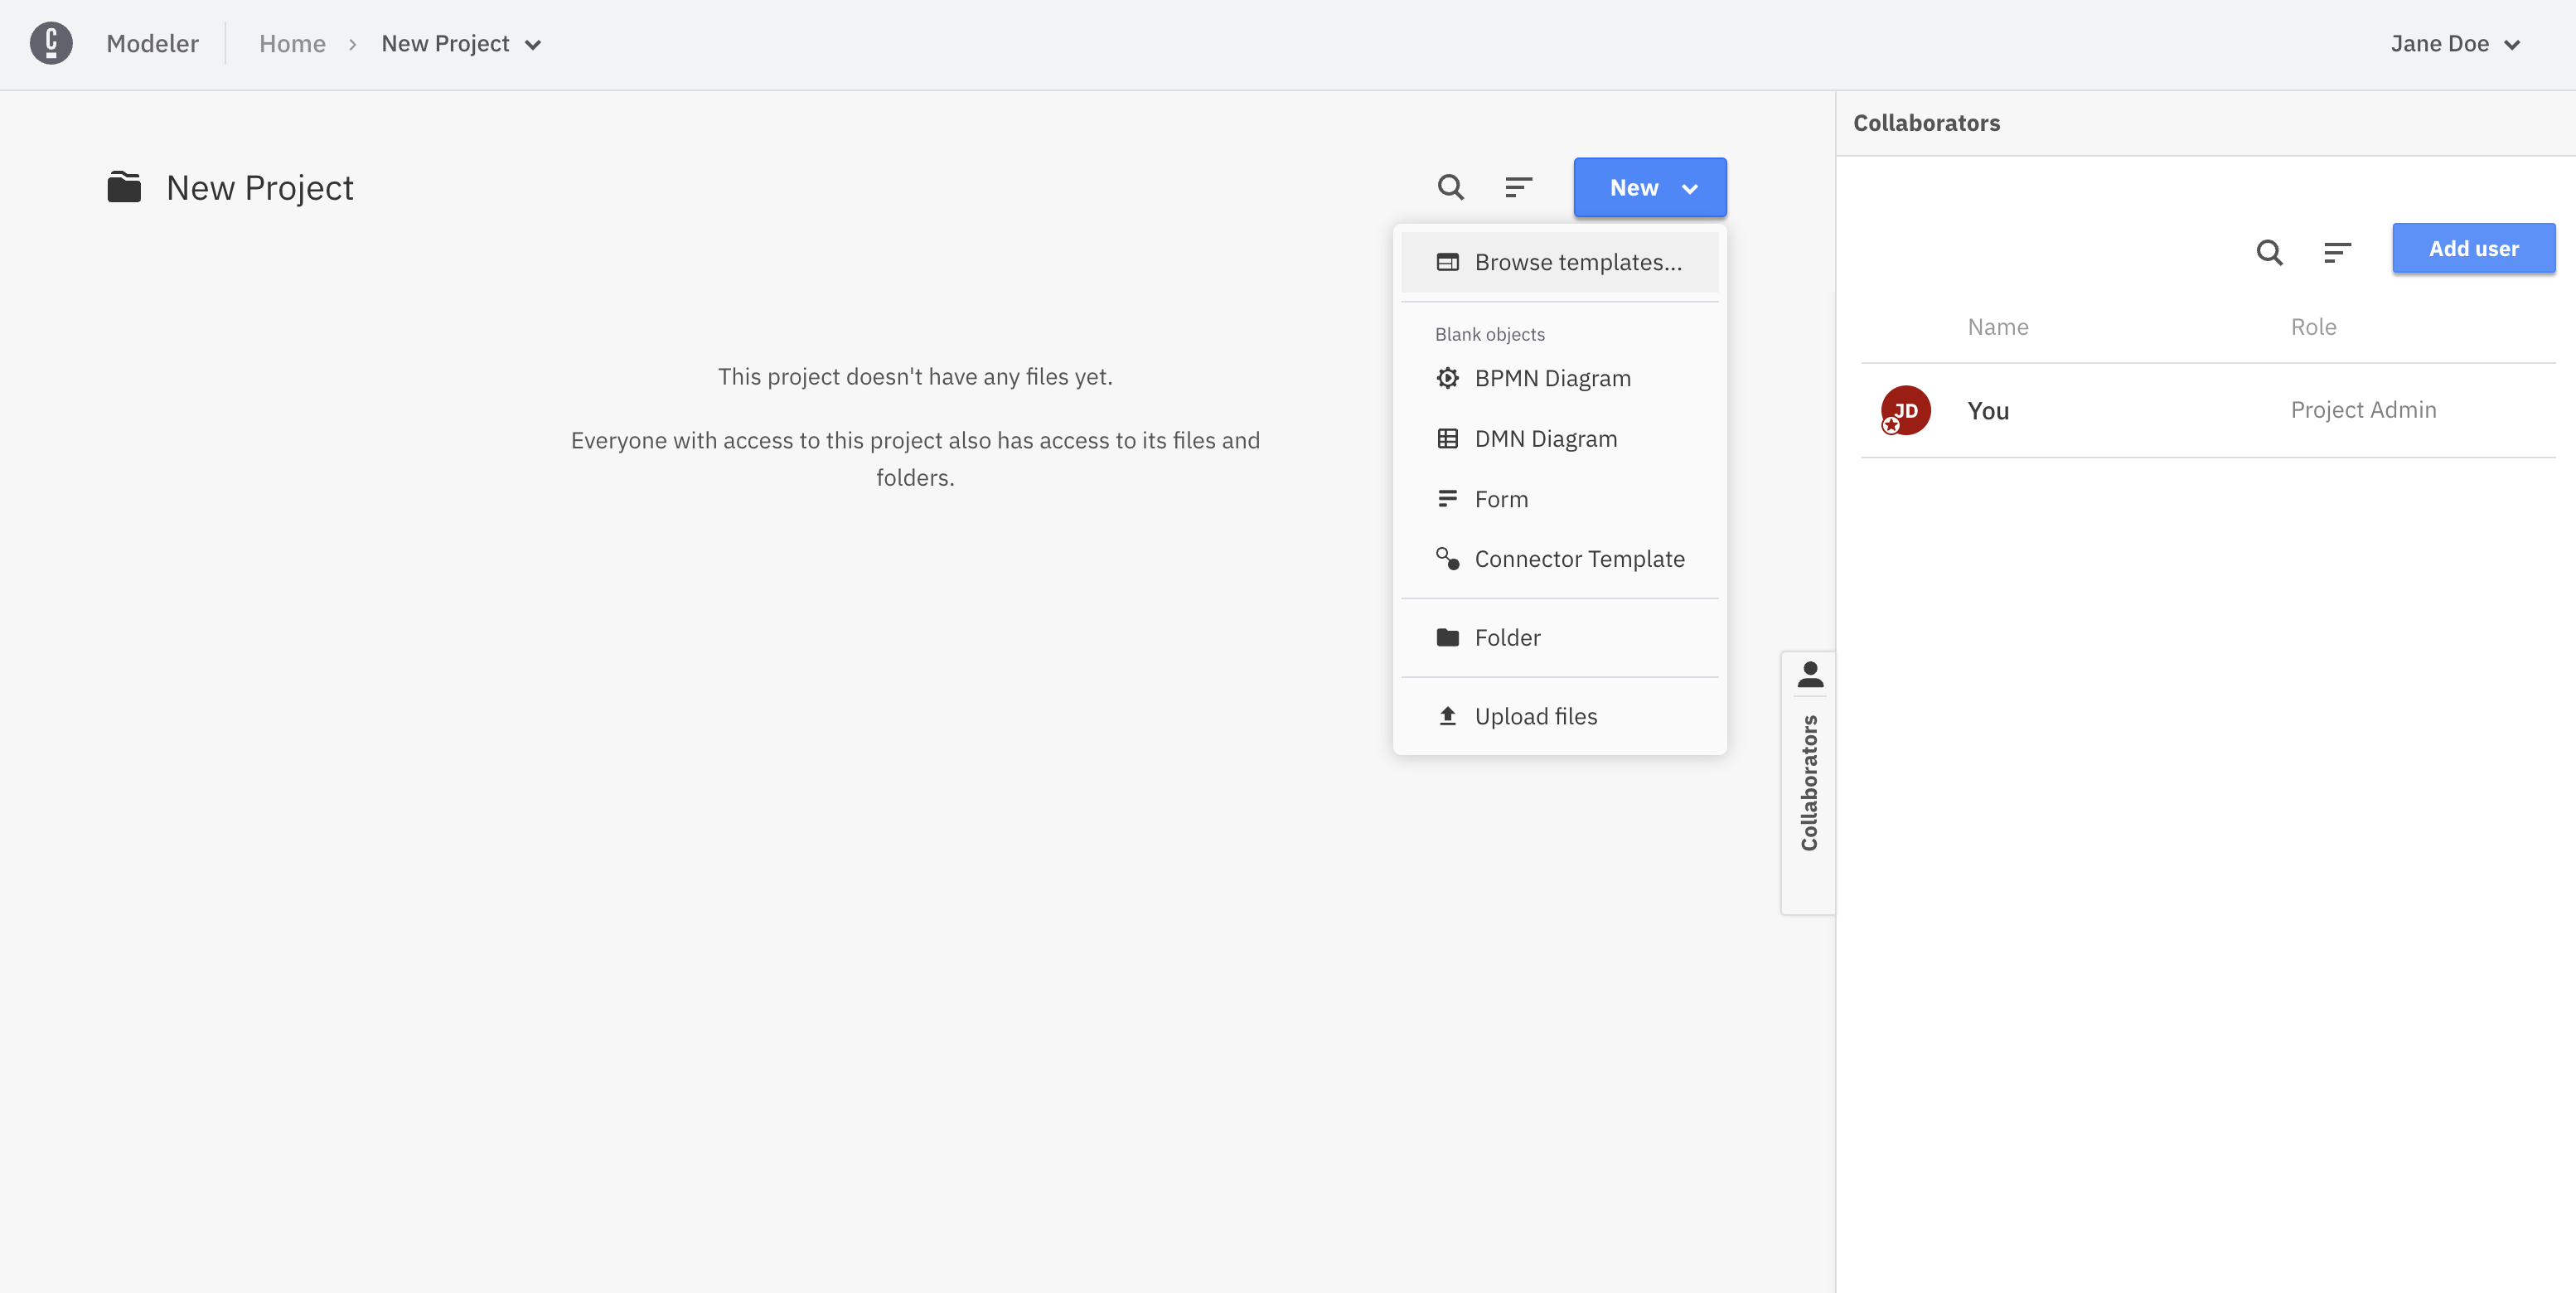 Modeler
Home
New Project
Jane Doe
New Project
New
Browse templates...
Blank objects
BPMN Diagram
DMN Diagram
Form
Connector Template
Folder
Upload files
This project doesn't have any files yet.
Everyone with access to this project also has access to its files and
folders.
Collaborators
Collaborators
Add user
Name
Role
JD
You
Project Admin